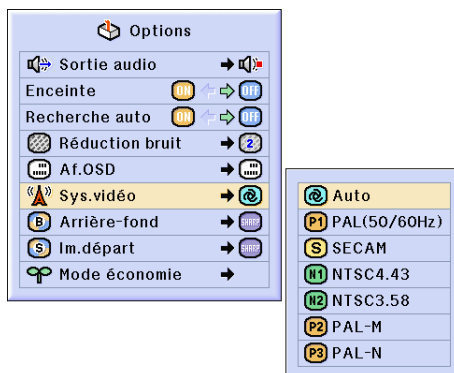 Options
Sortie audio
Enceinte ON OFF
Recherche auto ON OFF
Réduction bruit 2
Af.OSD
Sys.vidéo
B Arrière-fond SHARP
S Im.départ SHARP
Mode économie
Auto
P1 PAL(50/60Hz)
S SECAM
N1 NTSC4.43
N2 NTSC3.58
P2 PAL-M
P3 PAL-N